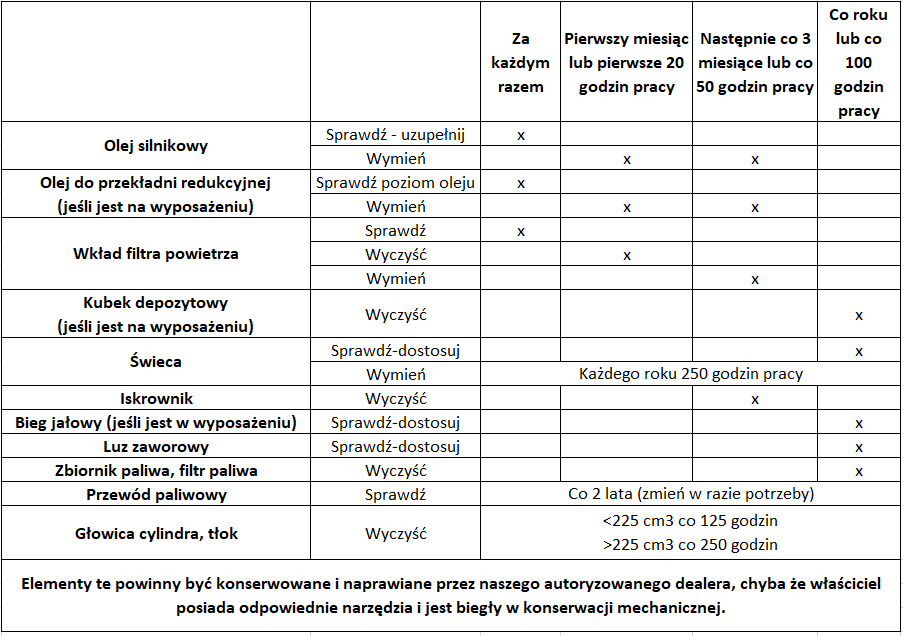 Za każdym razem
Pierwszy miesiąc lub pierwsze 20 godzin pracy
Następnie co 3 miesiące lub co 50 godzin pracy
Co roku lub co 100 godzin pracy
Olej silnikowy
Sprawdź - uzupełnij x
Wymień x x
Olej do przekładni redukcyjnej
(jeśli jest na wyposażeniu)
Sprawdź poziom oleju x
Wymień x x
Wkład filtra powietrza
Sprawdź x
Wyczyść x
Wymień x
Kubek depozytowy
(jeśli jest na wyposażeniu)
Wyczyść x
Świeca
Sprawdź-dostosuj x
Wymień Każdego roku 250 godzin pracy
Iskrownik Wyczyść x
Bieg jałowy (jeśli jest w wyposażeniu) Sprawdź-dostosuj x
Luz zaworowy Sprawdź-dostosuj x
Zbiornik paliwa, filtr paliwa Wyczyść x
Przewód paliwowy Sprawdź Co 2 lata (zmień w razie potrzeby)
Głowica cylindra, tłok Wyczyść
<225 cm3 co 125 godzin
>225 cm3 co 250 godzin
Elementy te powinny być konserwowane i naprawiane przez naszego autoryzowanego dealera, chyba że właściciel
posiada odpowiednie narzędzia i jest biegły w konserwacji mechanicznej.